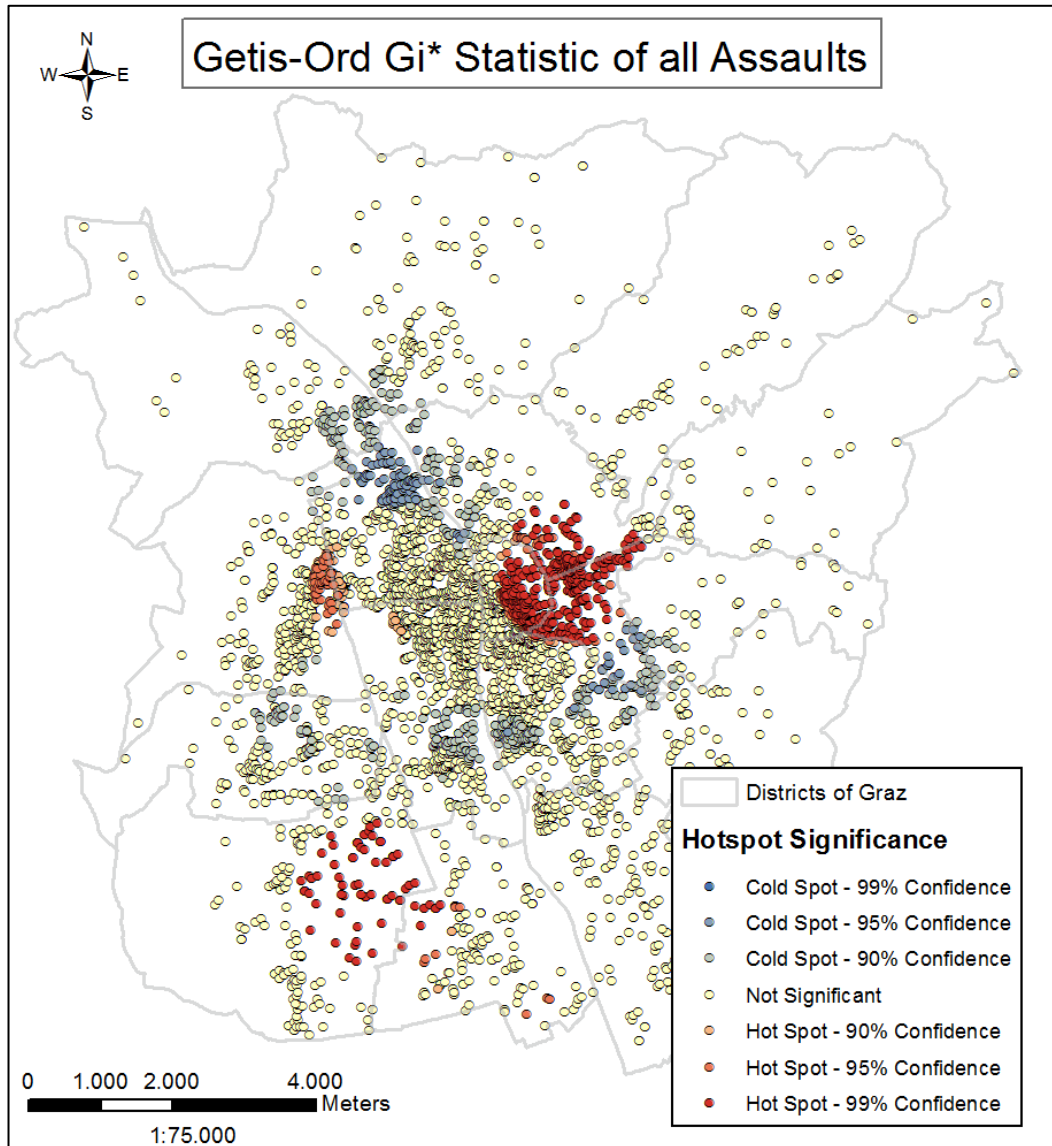 Getis-Ord Gi* Statistic of all Assaults
N
W E
S
Districts of Graz
Hotspot Significance
Cold Spot - 99% Confidence
Cold Spot - 95% Confidence
Cold Spot - 90% Confidence
Not Significant
Hot Spot - 90% Confidence
Hot Spot - 95% Confidence
Hot Spot - 99% Confidence
0 1.000 2.000 4.000
Meters
1:75.000